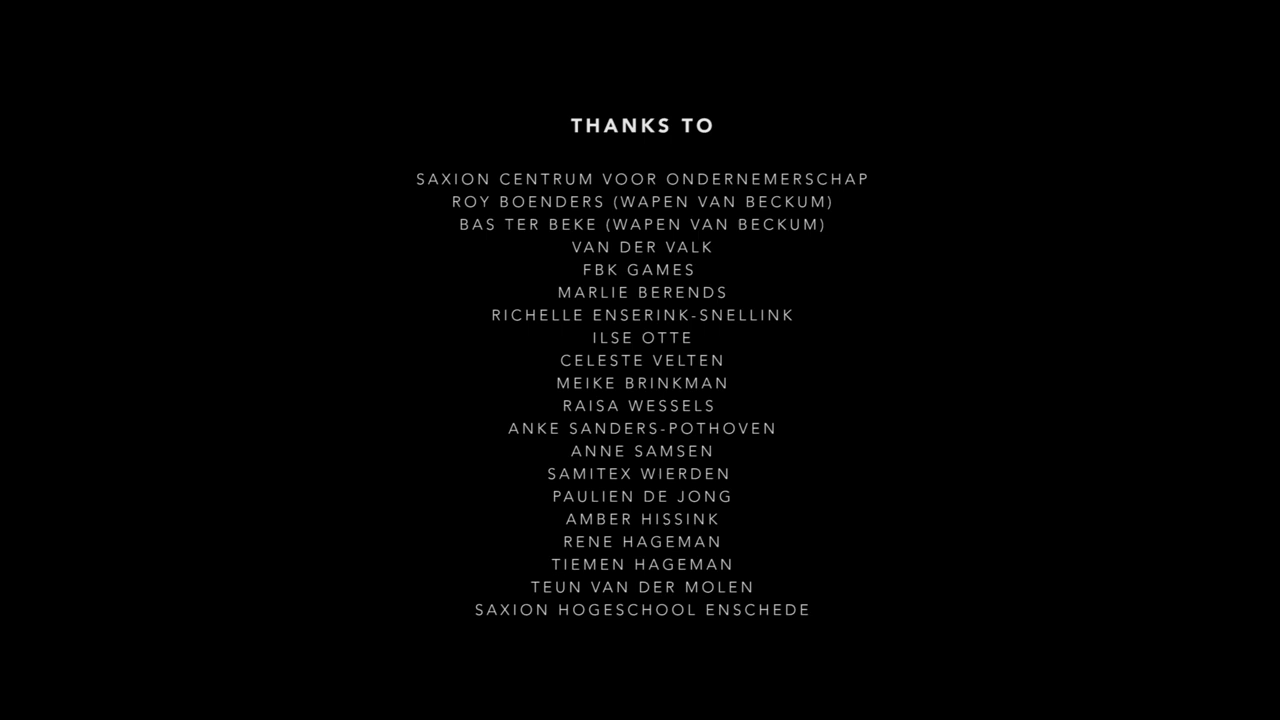 THANKS TO
SAXION CENTRUM VOOR ONDERNEMERSCHAP
ROY BOENDERS (WAPEN VAN BECKUM)
BAS TER BEKE (WAPEN VAN BECKUM)
VAN DER VALK
FBK GAMES
MARLIE BERENDS
RICHELLE ENSERINK-SNELLINK
ILSE OTTE
CELESTE VELTEN
MEIKE BRINKMAN
RAISA WESSELS
ANKE SANDERS-POTHOVEN
ANNE SAMSEN
SAMITEX WIERDEN
PAULIEN DE JONG
AMBER HISSINK
RENE HAGEMAN
TIEMEN HAGEMAN
TEUN VAN DER MOLEN
SAXION HOGESCHOOL ENSCHEDE